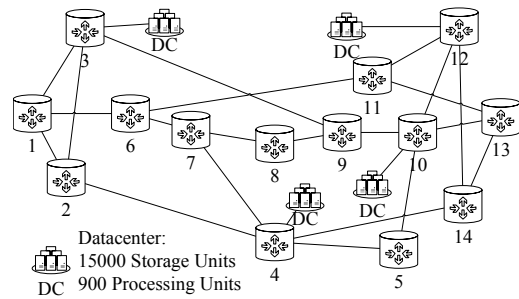 DC
DC
3
12
11
1
6
7
8
9
10
13
2
DC
DC
4
5
14
Datacenter:
15000 Storage Units
DC 900 Processing Units